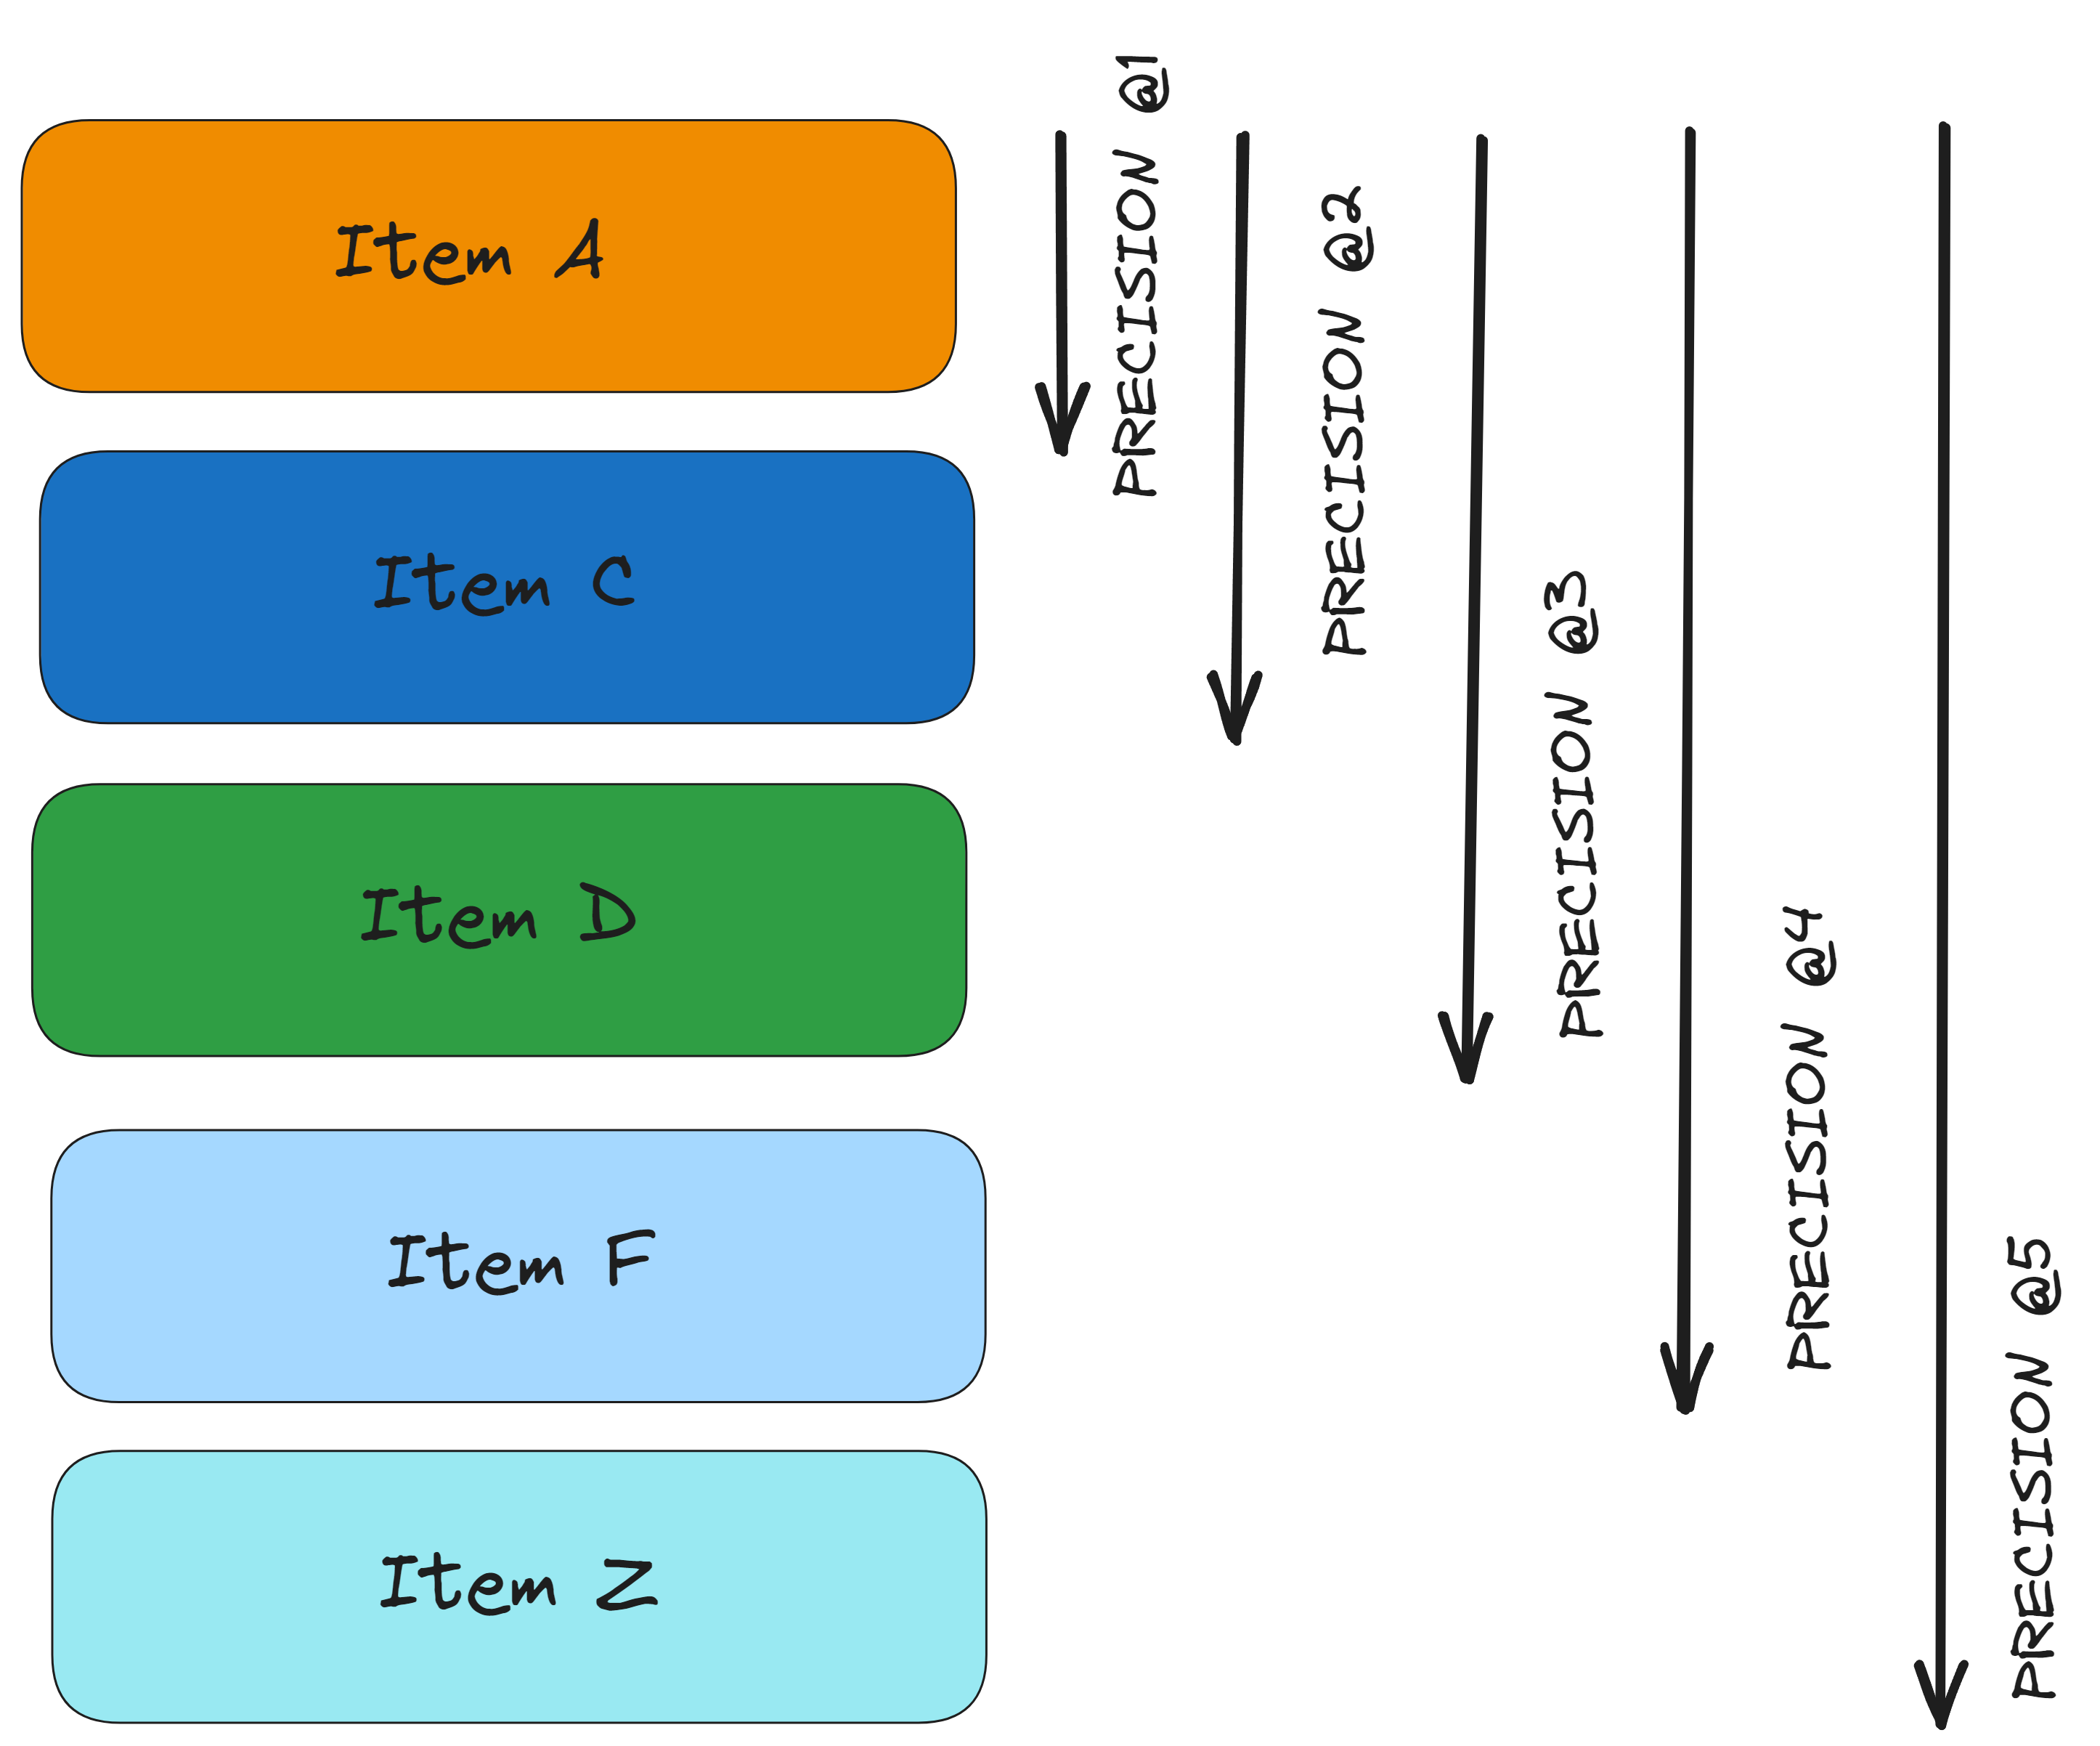 Item A
Item C
Item D
Item F
Item Z
PRECISION @1
PRECISION @2
PRECISION @3
PRECISION @4
PRECISION @5